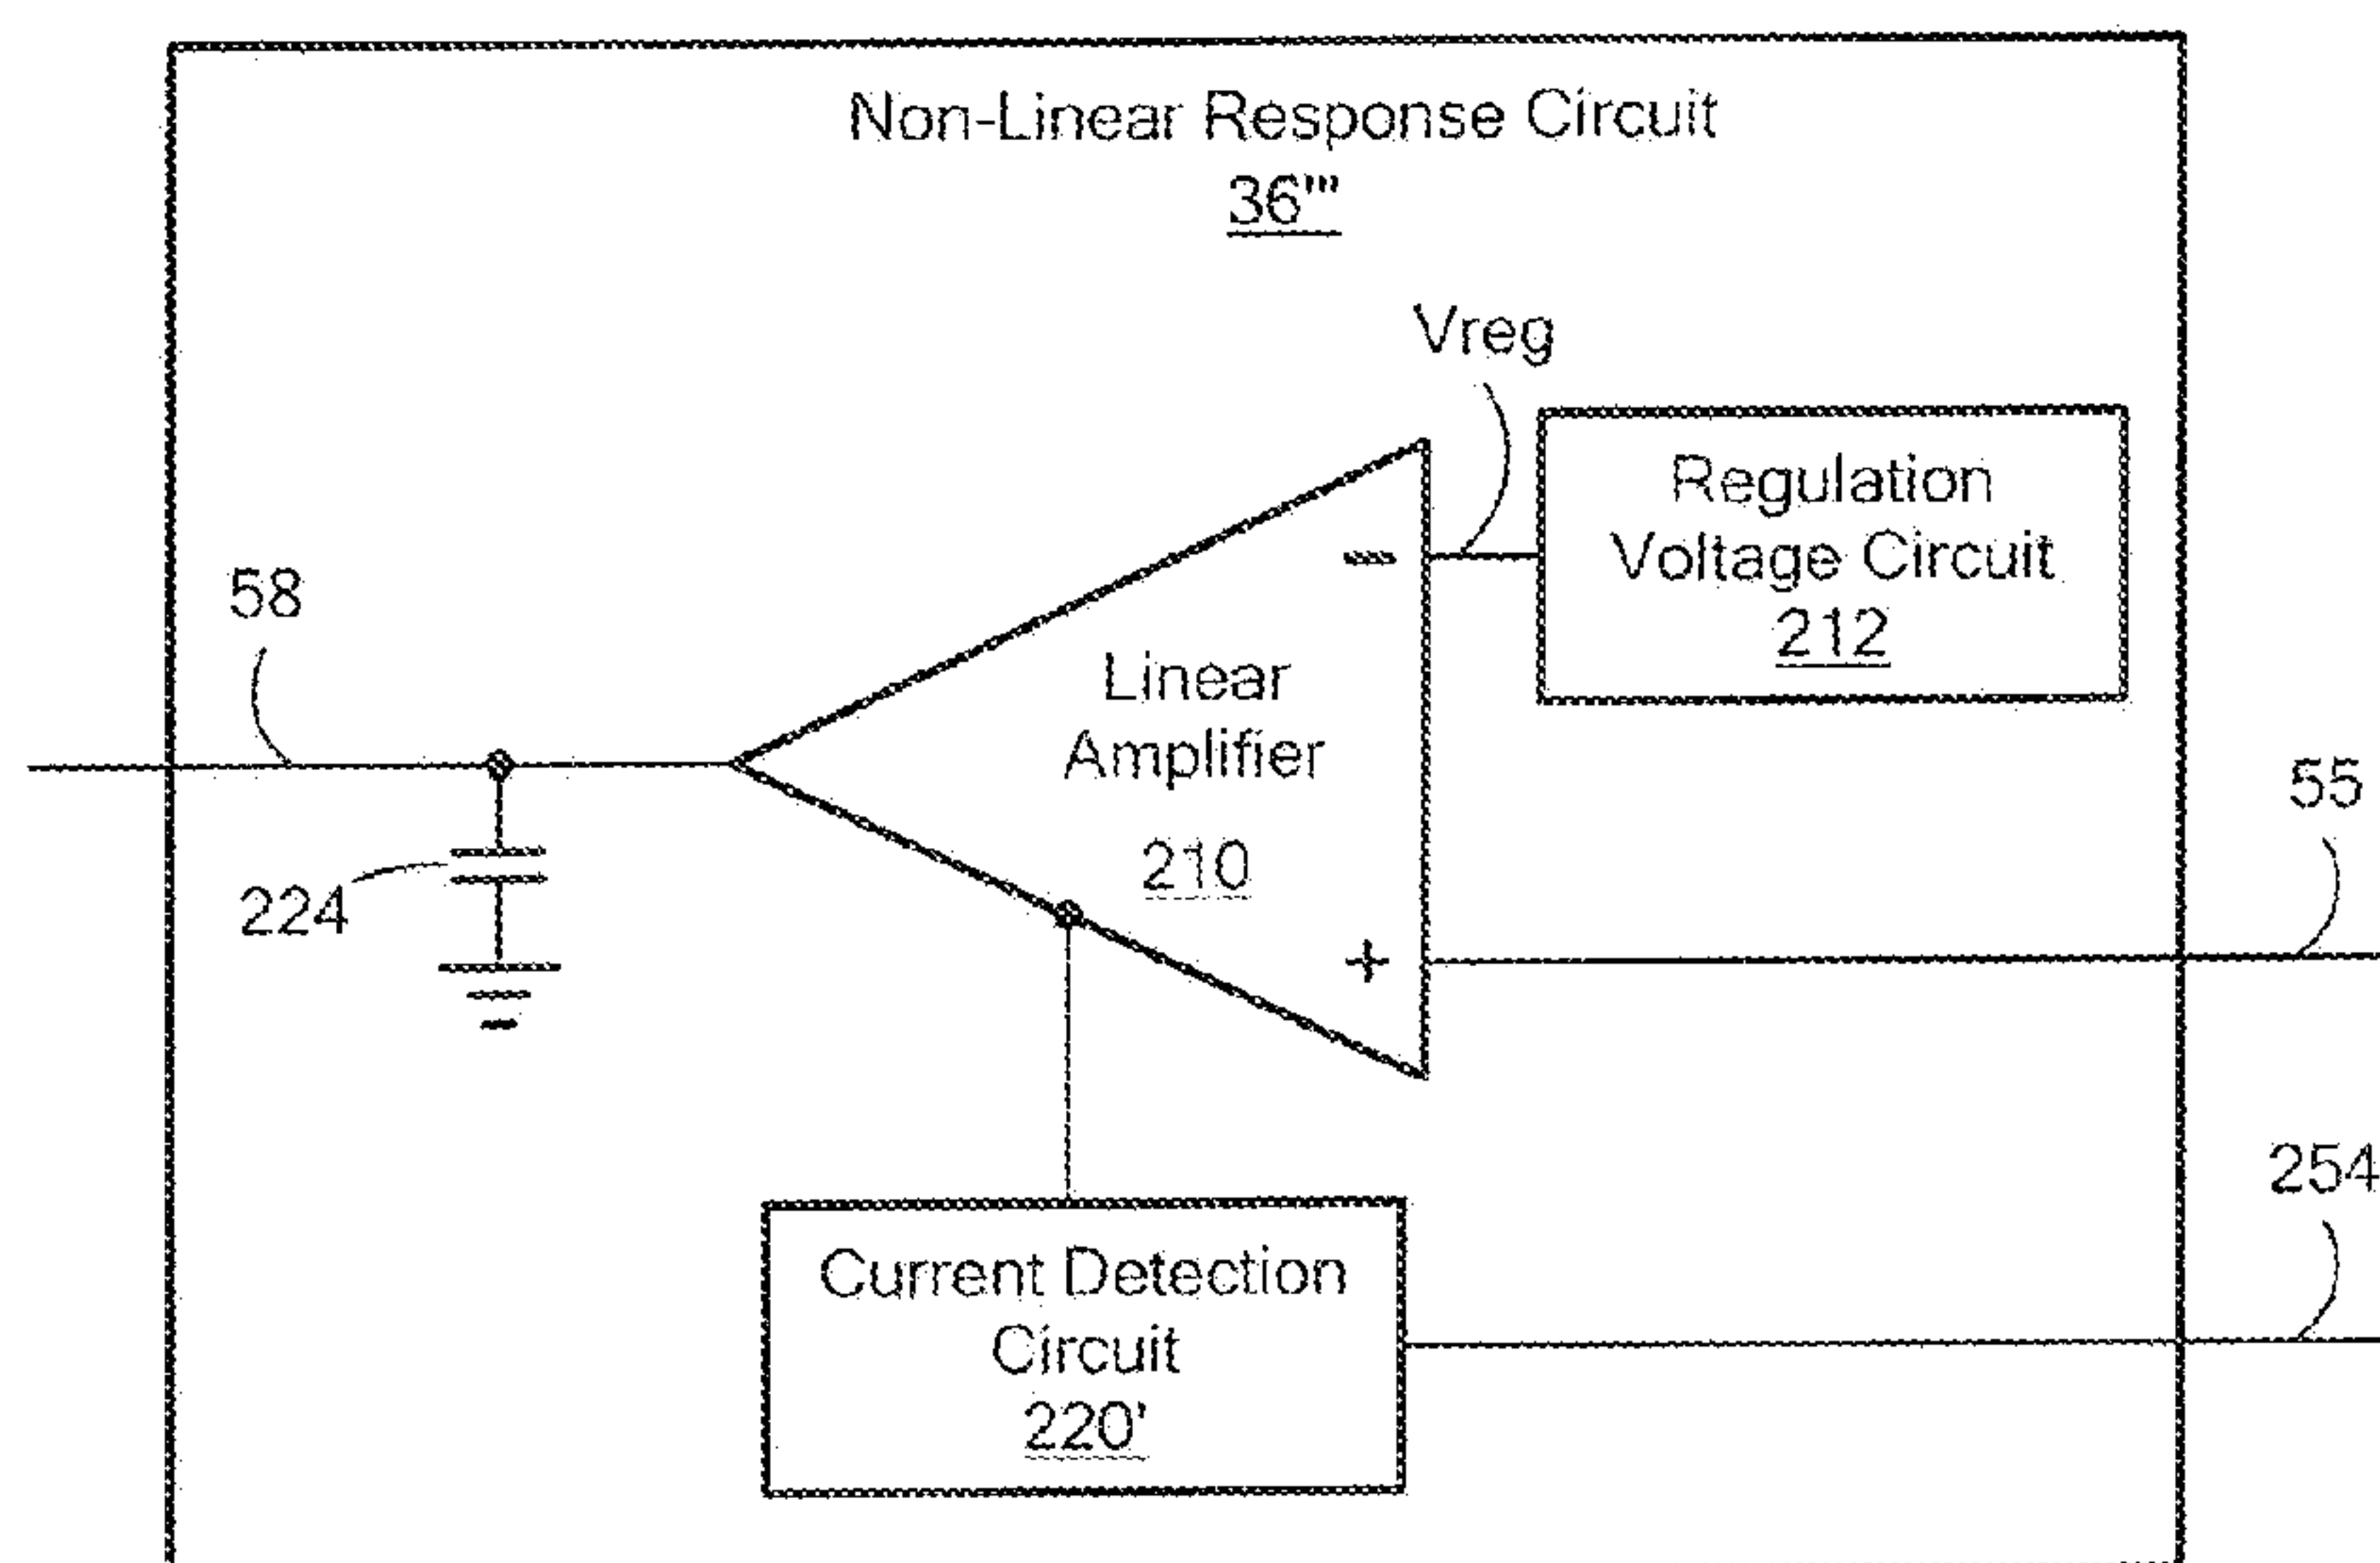 Non-Linear Response Circuit
36'''
Vreg
Regulation
Voltage Circuit
212
58
Linear
Amplifier
210
−
+
55
224
254
Current Detection
Circuit
220'